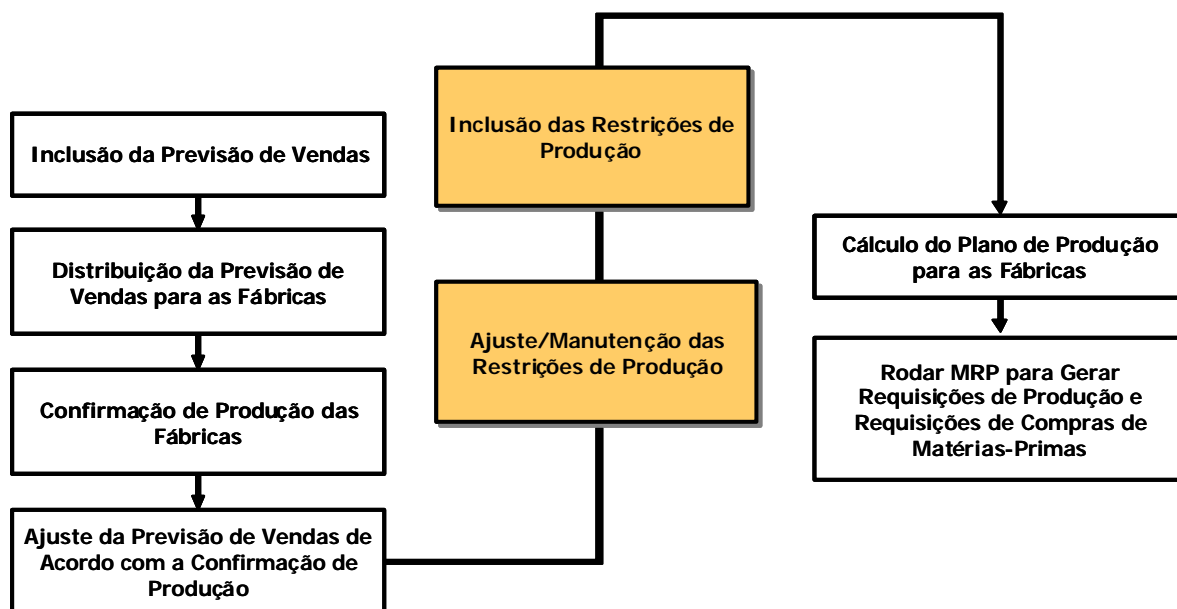 Inclusão da Previsão de Vendas
Distribuição da Previsão de
Vendas para as Fábricas
Confirmação de Produção das
Fábricas
Ajuste da Previsão de Vendas de
Acordo com a Confirmação de
Produção
Inclusão das Restrições de
Produção
Ajuste/Manutenção das
Restrições de Produção
Cálculo do Plano de Produção
para as Fábricas
Rodar MRP para Gerar
Requisições de Produção e
Requisições de Compras de
Matérias-Primas